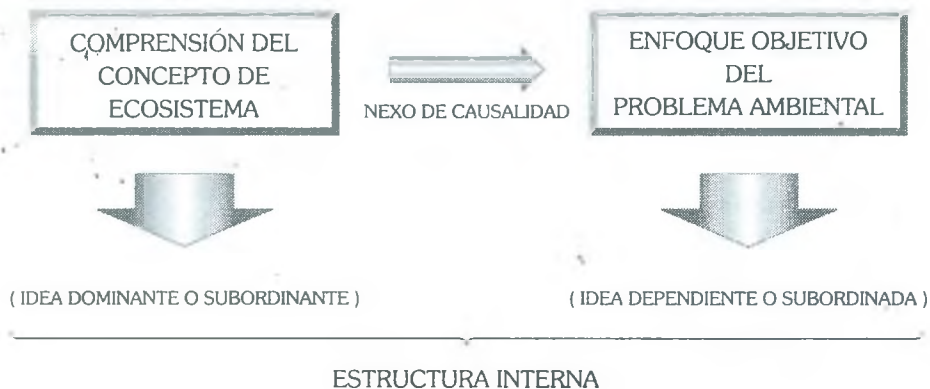 COMPRENSIÓN DEL
CONCEPTO DE
ECOSISTEMA
NEXO DE CAUSALIDAD
ENFOQUE OBJETIVO
DEL
PROBLEMA AMBIENTAL
( IDEA DOMINANTE O SUBORDINANTE )
( IDEA DEPENDIENTE O SUBORDINADA )
ESTRUCTURA INTERNA